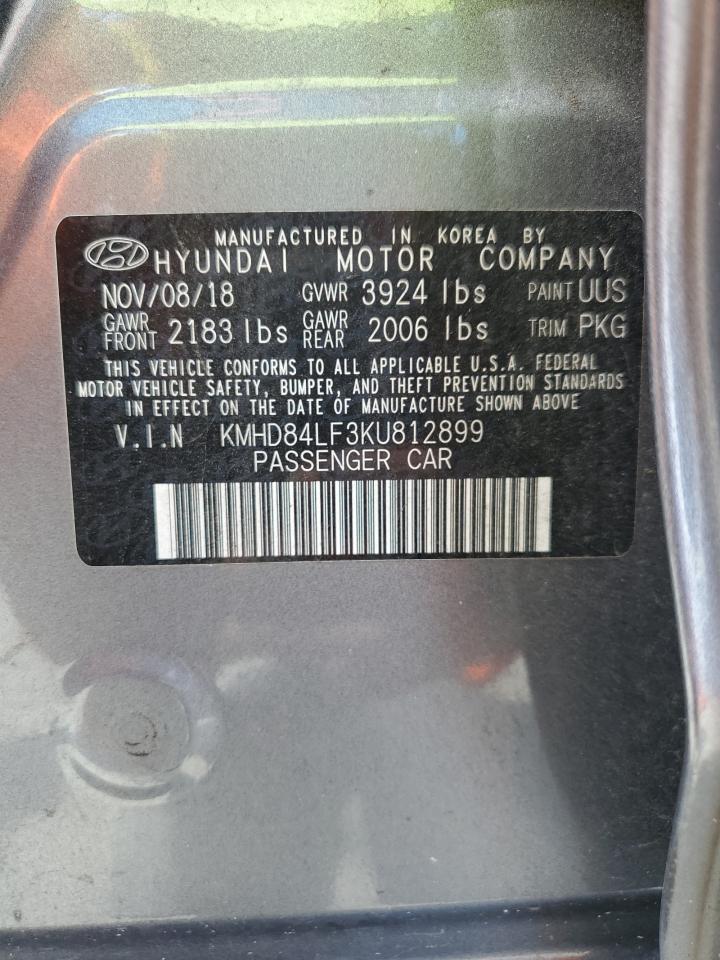 MANUFACTURED IN KOREA BY
HYUNDAI MOTOR COMPANY
NOV/08/18 GVWR 3924 lbs PAINT UUS
GAWR FRONT 2183 lbs GAWR REAR 2006 lbs TRIM PKG
THIS VEHICLE CONFORMS TO ALL APPLICABLE U.S.A. FEDERAL
MOTOR VEHICLE SAFETY, BUMPER, AND THEFT PREVENTION STANDARDS
IN EFFECT ON THE DATE OF MANUFACTURE SHOWN ABOVE
V.I.N KMHD84LF3KU812899
PASSENGER CAR